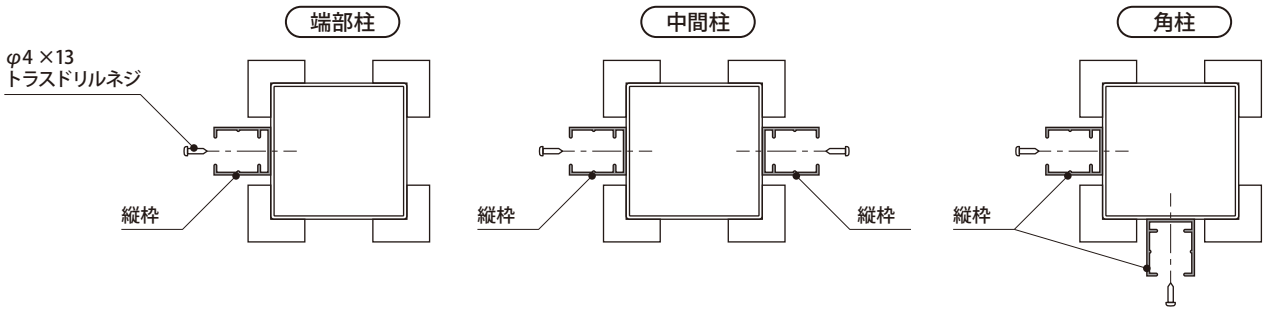 端部柱
中間柱
角柱
φ4 ×13
トラスドリルネジ
縦枠
縦枠
縦枠
縦枠